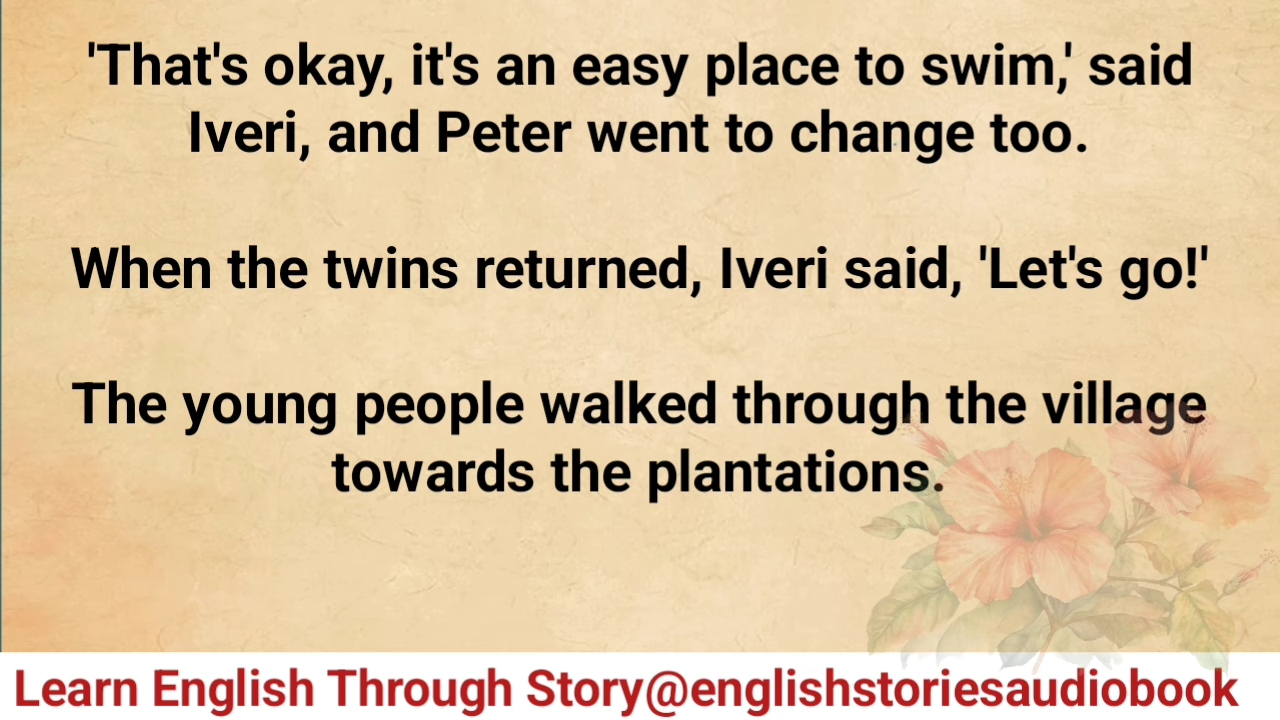 'That's okay, it's an easy place to swim,' said
Iveri, and Peter went to change too.
When the twins returned, Iveri said, 'Let's go!'
The young people walked through the village
towards the plantations.
Learn English Through Story@englishstoriesaudiobook